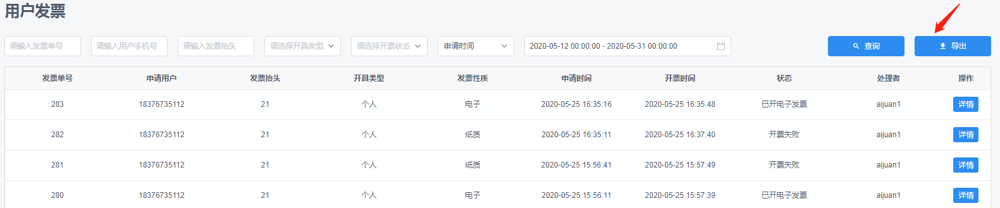 用户发票
请输入发票单号 请输入用户手机号 请输入发票抬头 请选择开具类型 请选择开票状态 申请时间 2020-05-12 00:00:00 - 2020-05-31 00:00:00 查询 导出
发票单号 申请用户 发票抬头 开具类型 发票性质 申请时间 开票时间 状态 处理者 操作
283 18376735112 21 个人 电子 2020-05-25 16:35:16 2020-05-25 16:35:48 已开电子发票 aijuan1 详情
282 18376735112 21 个人 纸质 2020-05-25 16:35:11 2020-05-25 16:37:40 开票失败 aijuan1 详情
281 18376735112 21 个人 纸质 2020-05-25 15:56:41 2020-05-25 15:57:49 开票失败 aijuan1 详情
280 18376735112 21 个人 电子 2020-05-25 15:56:11 2020-05-25 15:57:39 已开电子发票 aijuan1 详情